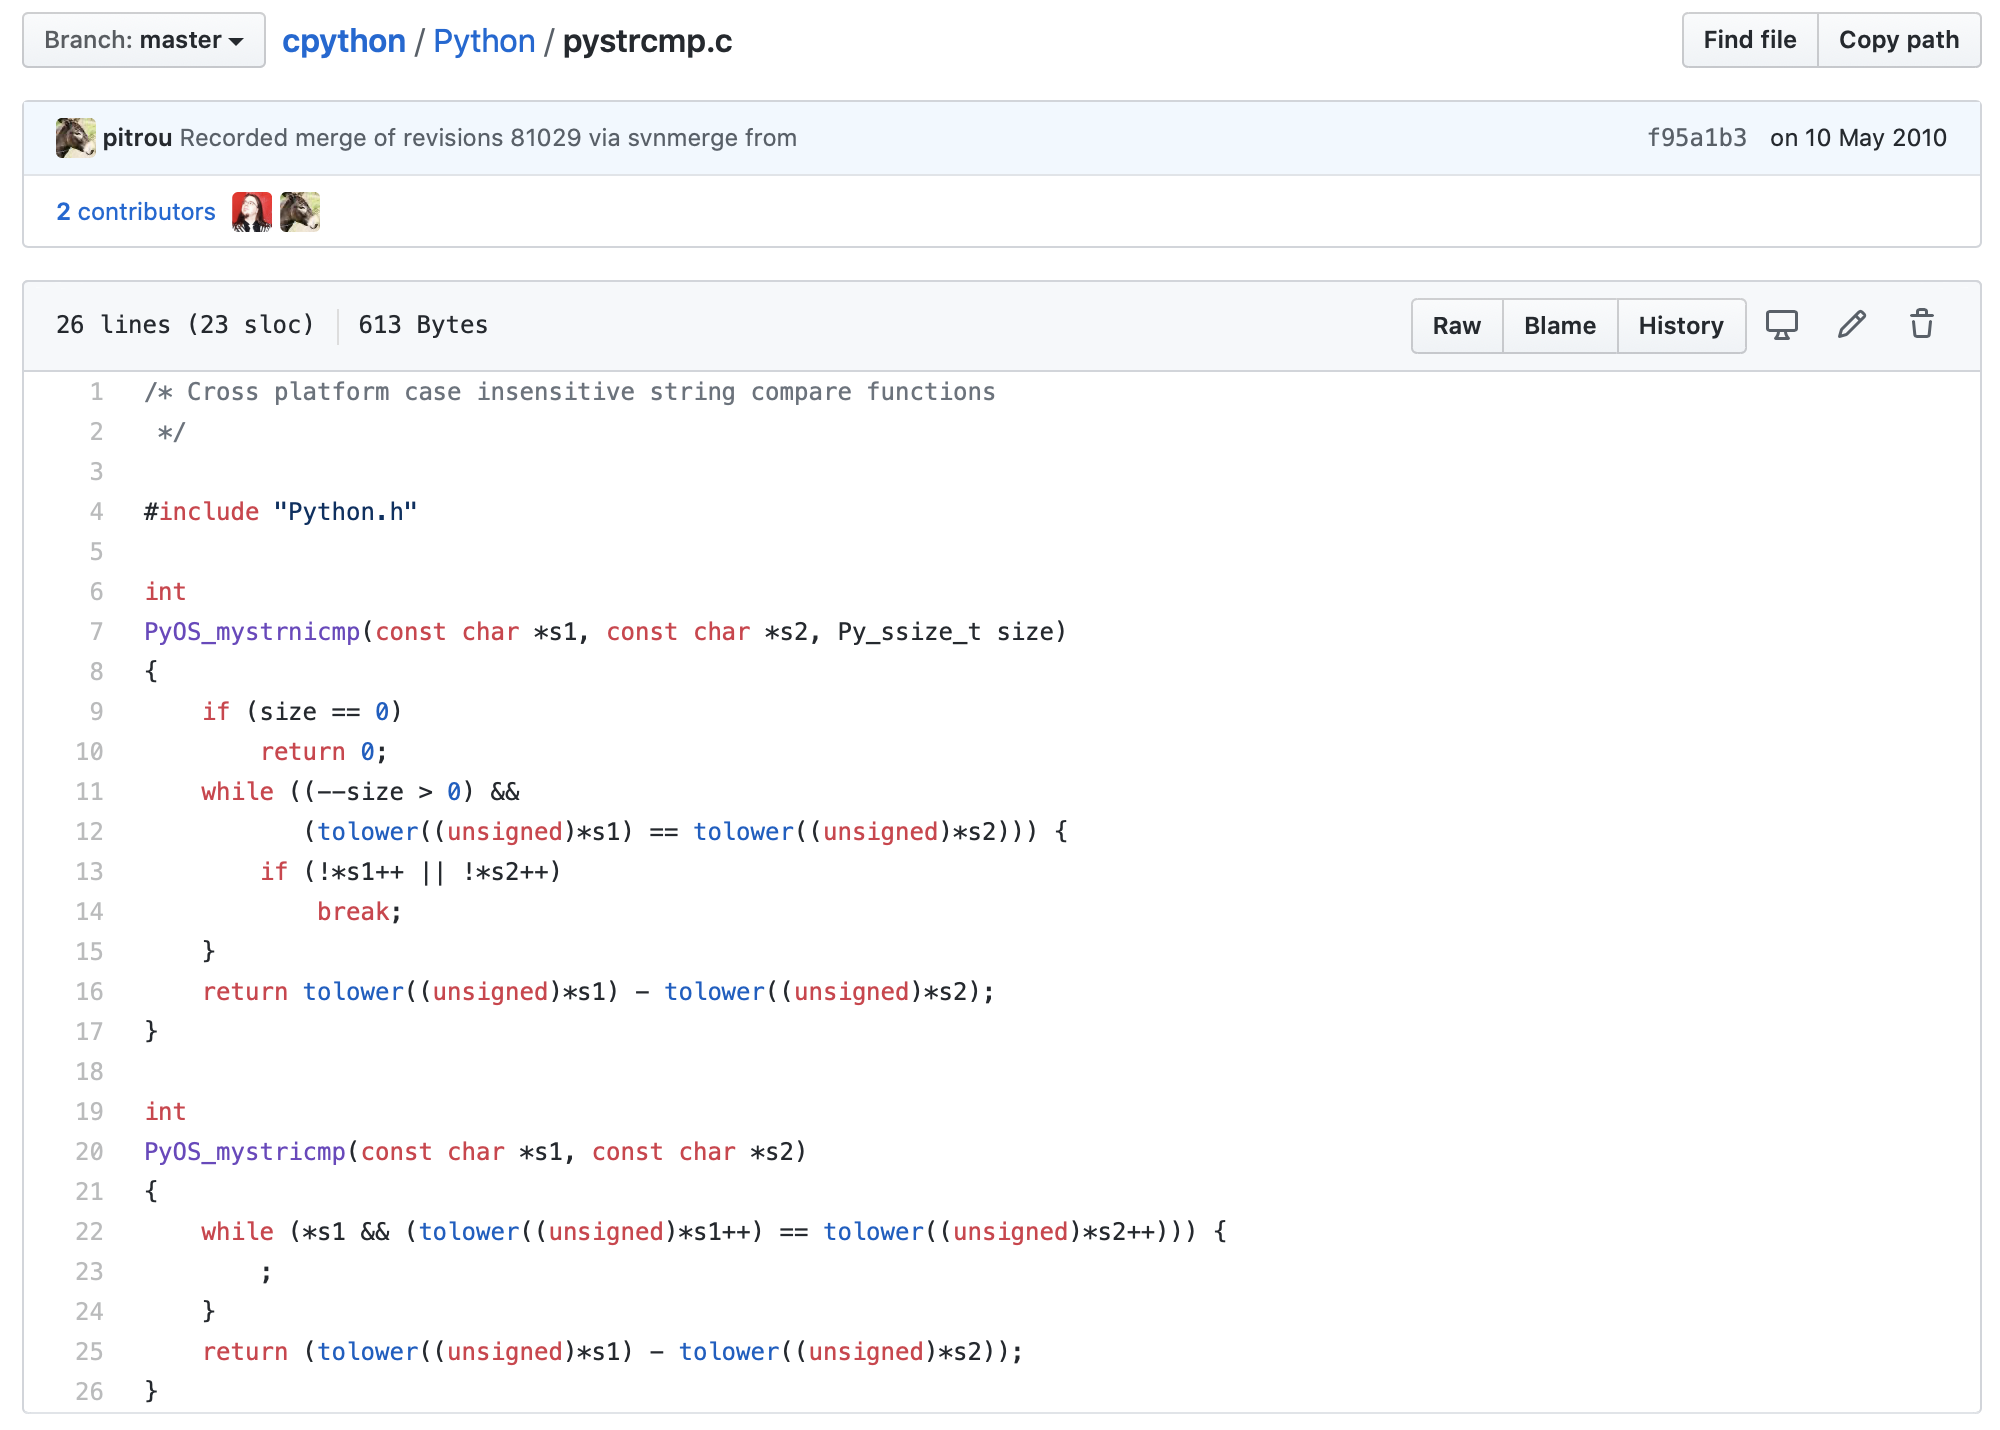 Branch: master cpython / Python / pystrcmp.c Find file Copy path
pitrou Recorded merge of revisions 81029 via svnmerge from f95a1b3 on 10 May 2010
2 contributors
26 lines (23 sloc) 613 Bytes Raw Blame History
1 /* Cross platform case insensitive string compare functions
2  */
3
4 #include "Python.h"
5
6 int
7 PyOS_mystrnicmp(const char *s1, const char *s2, Py_ssize_t size)
8 {
9     if (size == 0)
10         return 0;
11     while ((--size > 0) &&
12            (tolower((unsigned)*s1) == tolower((unsigned)*s2))) {
13         if (!*s1++ || !*s2++)
14             break;
15     }
16     return tolower((unsigned)*s1) - tolower((unsigned)*s2);
17 }
18
19 int
20 PyOS_mystricmp(const char *s1, const char *s2)
21 {
22     while (*s1 && (tolower((unsigned)*s1++) == tolower((unsigned)*s2++))) {
23         ;
24     }
25     return (tolower((unsigned)*s1) - tolower((unsigned)*s2));
26 }